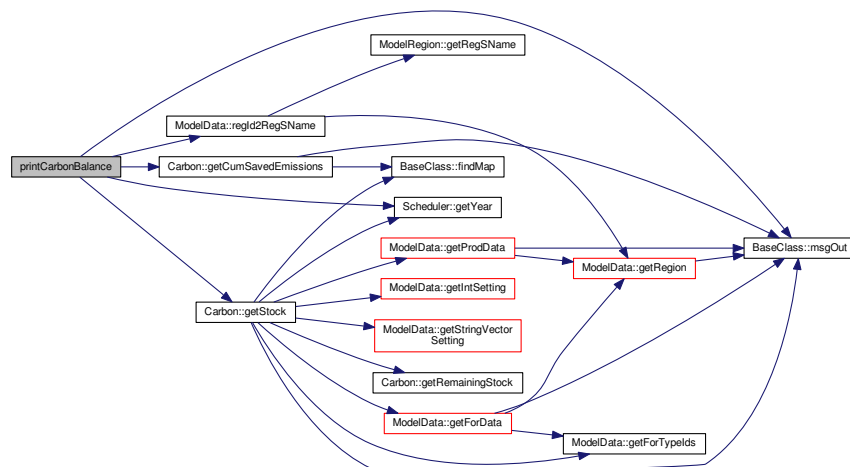 ModelRegion::getRegSName
ModelData::regId2RegSName
printCarbonBalance
Carbon::getCumSavedEmissions
BaseClass::findMap
Scheduler::getYear
ModelData::getProdData
BaseClass::msgOut
ModelData::getRegion
ModelData::getIntSetting
Carbon::getStock
ModelData::getStringVector
Setting
Carbon::getRemainingStock
ModelData::getForData
ModelData::getForTypeIds